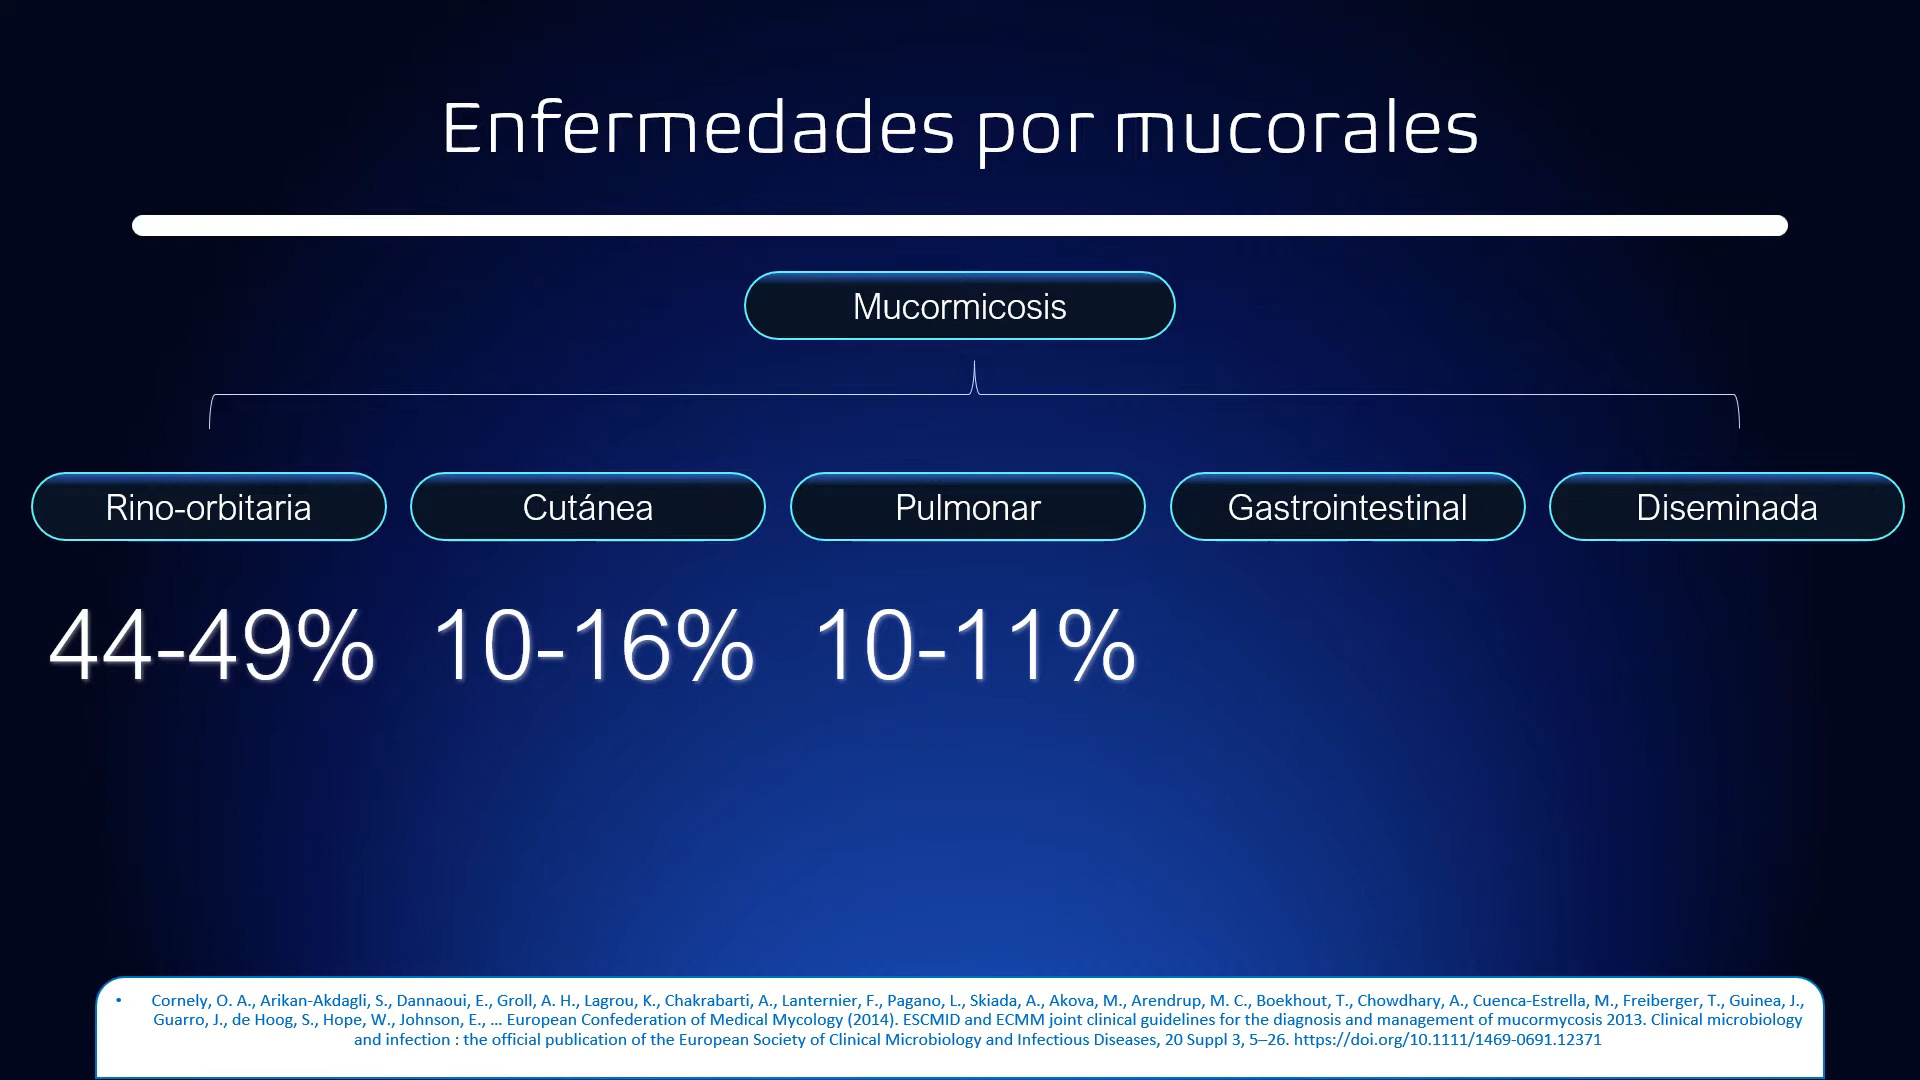 Enfermedades por mucorales
Mucormicosis
Rino-orbitaria
Cutánea
Pulmonar
Gastrointestinal
Diseminada
44-49%
10-16%
10-11%
• Cornely, O. A., Arikan-Akdagli, S., Dannaoui, E., Groll, A. H., Lagrou, K., Chakrabarti, A., Lanternier, F., Pagano, L., Skiada, A., Akova, M., Arendrup, M. C., Boekhout, T., Chowdhary, A., Cuenca-Estrella, M., Freiberger, T., Guinea, J.,
Guarro, J., de Hoog, S., Hope, W., Johnson, E., … European Confederation of Medical Mycology (2014). ESCMID and ECMM joint clinical guidelines for the diagnosis and management of mucormycosis 2013. Clinical microbiology
and infection : the official publication of the European Society of Clinical Microbiology and Infectious Diseases, 20 Suppl 3, 5–26. https://doi.org/10.1111/1469-0691.12371